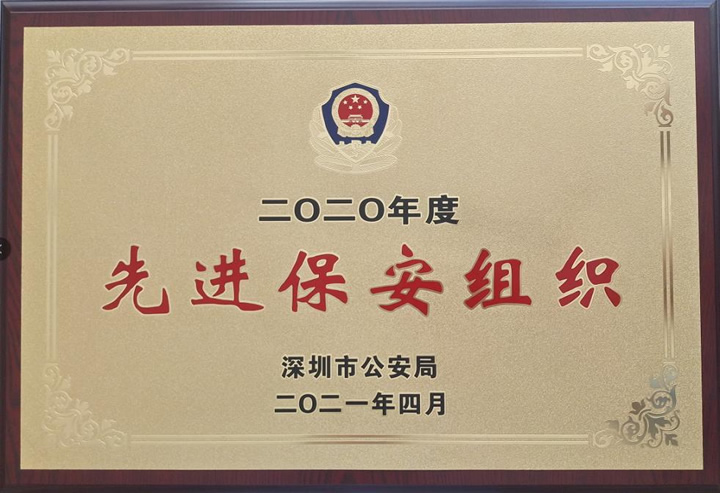 二〇二〇年度
先进保安组织
深圳市公安局
二〇二一年四月